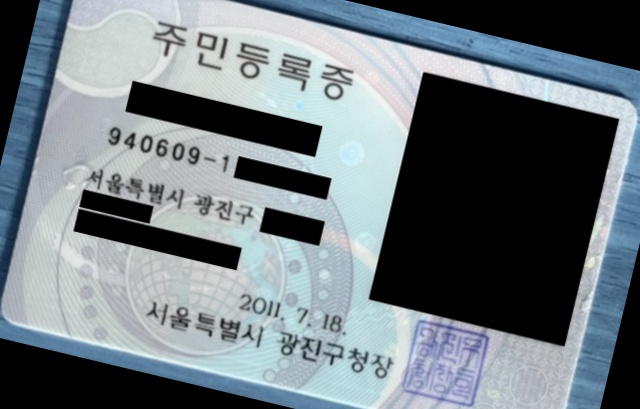 주민등록증
940609-1
서울특별시 광진구
2011. 7. 18.
서울특별시 광진구청장